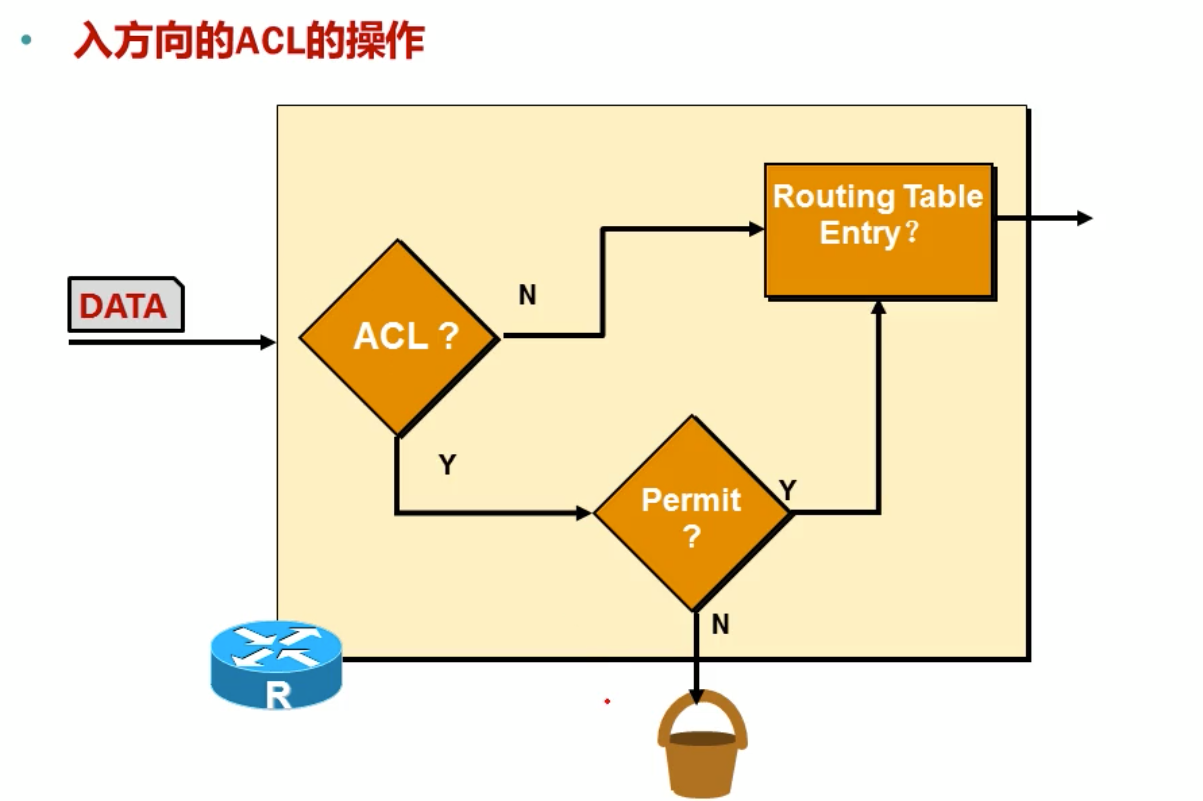 • 入方向的ACL的操作
Routing Table
Entry？
DATA
N
ACL ?
Y
Y
Permit
?
N
R